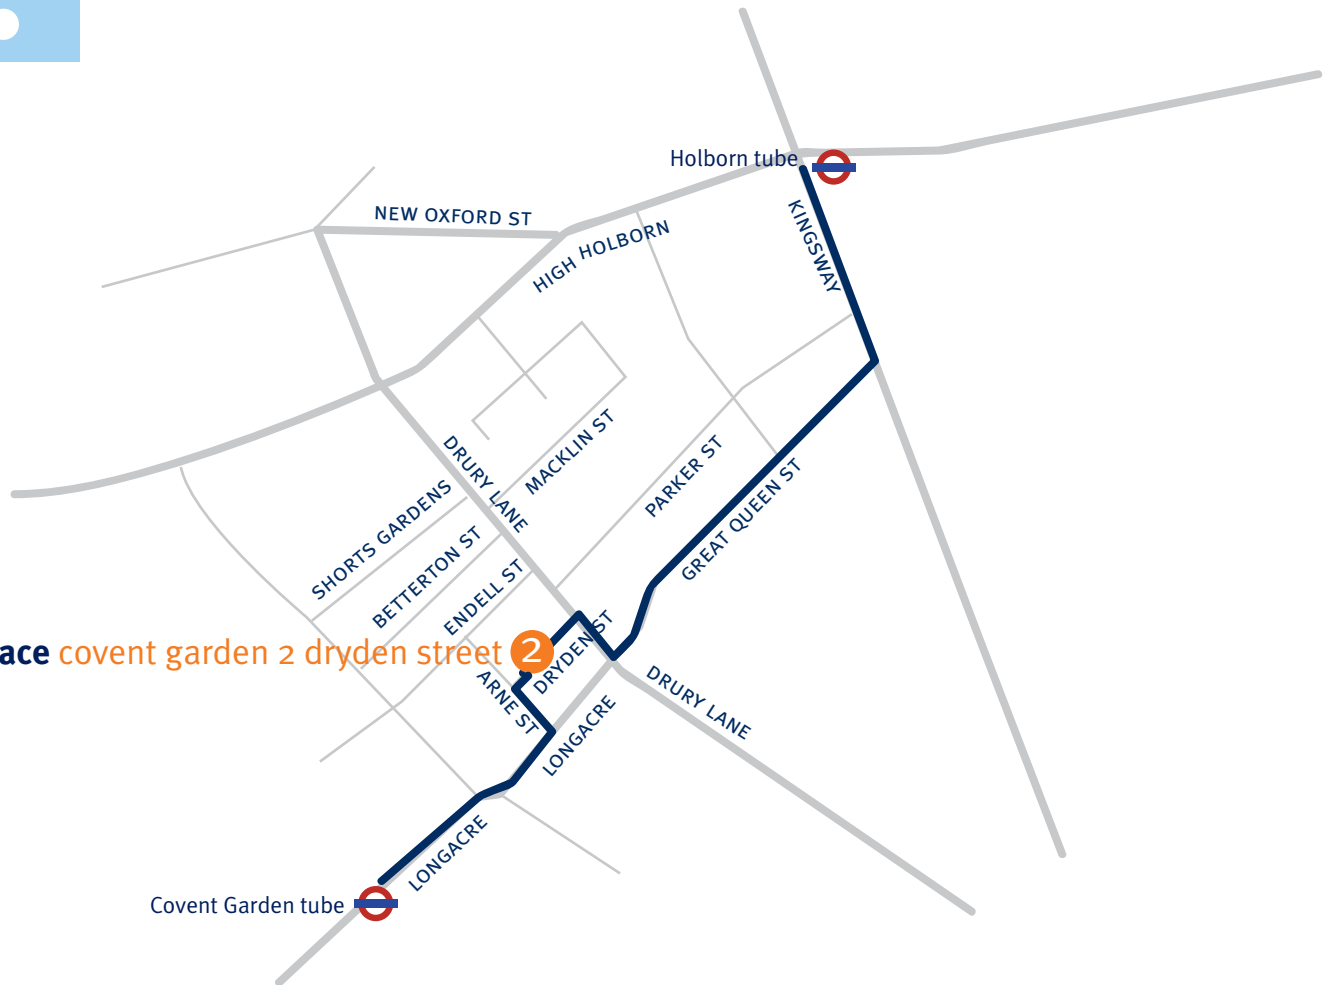 Holborn tube
KINGSWAY
NEW OXFORD ST
HIGH HOLBORN
DRURY LANE
MACKLIN ST
PARKER ST
GREAT QUEEN ST
SHORTS GARDENS
BETTERTON ST
ENDELL ST
ace covent garden 2 dryden street 2
DRYDEN ST
ARNE ST
LONGACRE
DRURY LANE
LONGACRE
Covent Garden tube